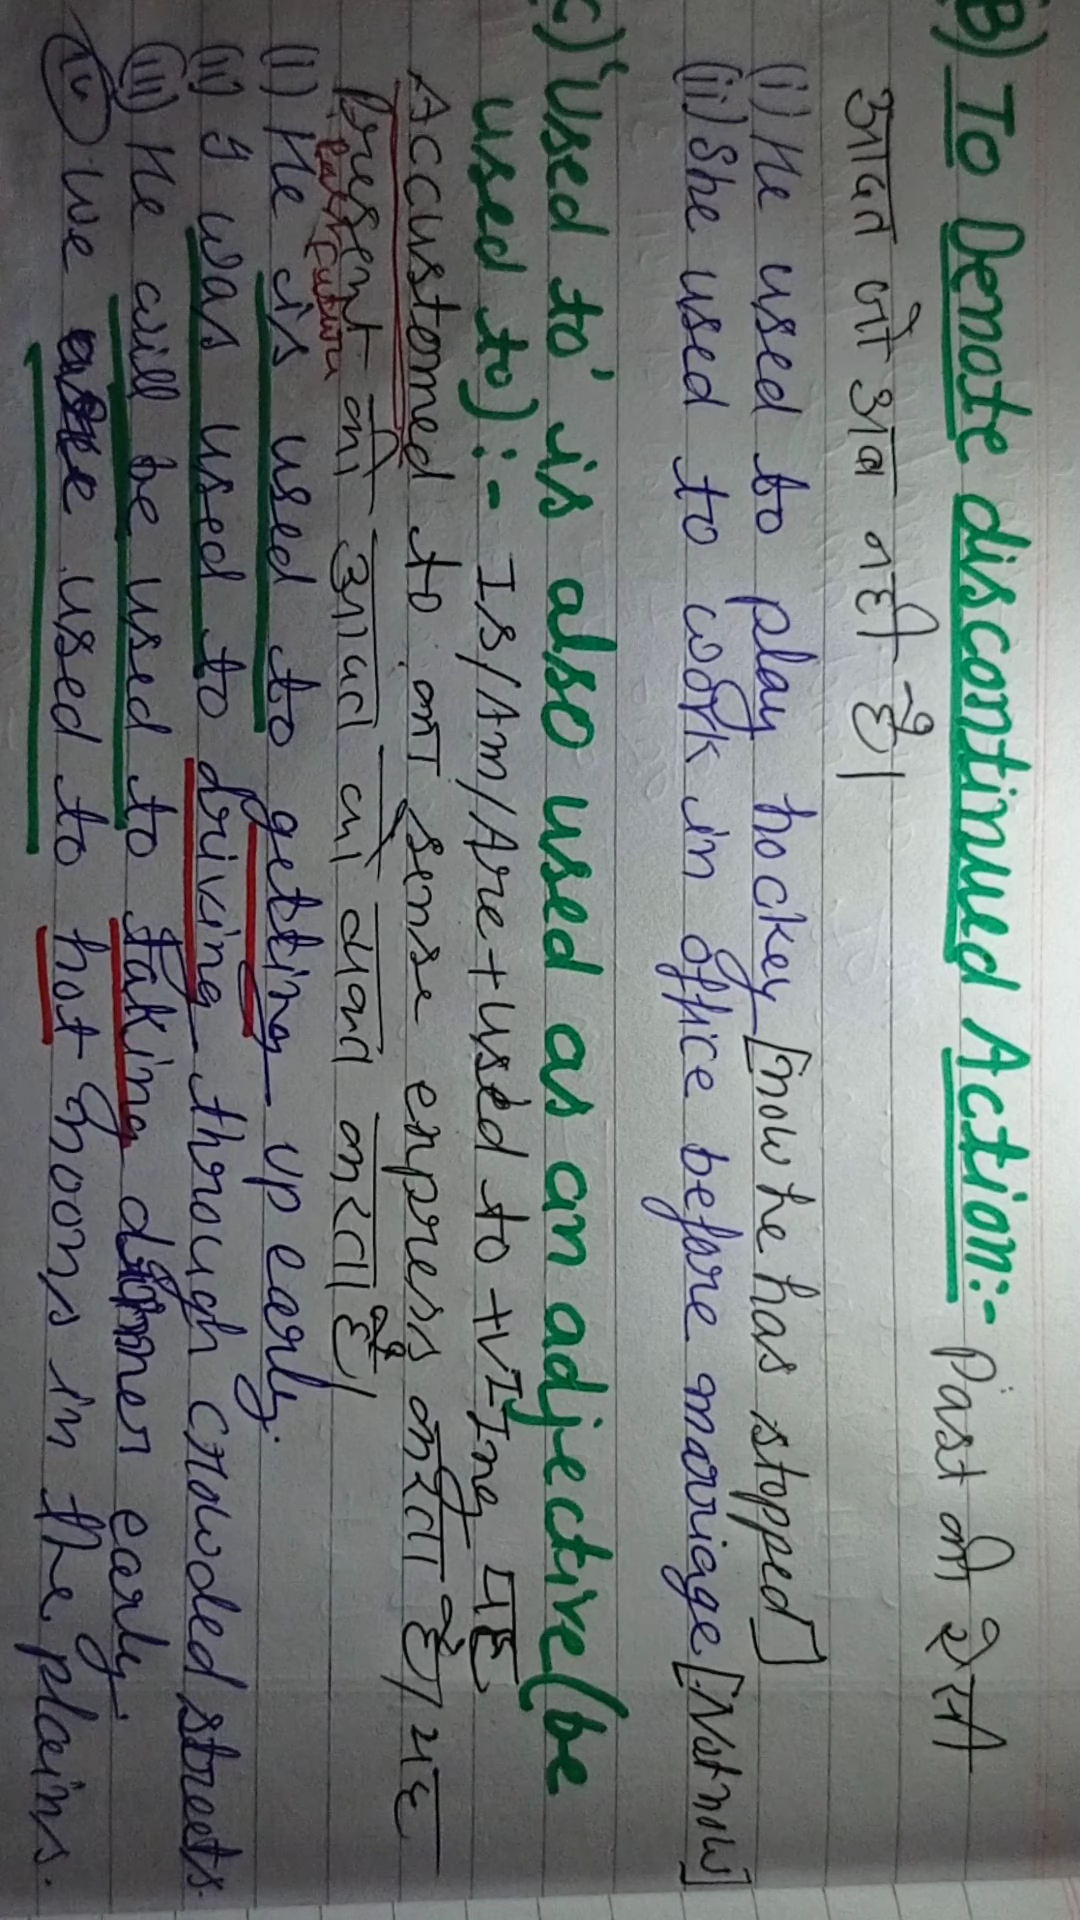 B) To Denote discontinued Action:- Past की ऐसी
आदत जो अब नहीं है।
(i) He used to play hockey [now he has stopped]
(ii) She used to work in office before marriage [Not now]
C) 'Used to' is also used as an adjective (be
used to) :- Is/Am/Are + used to + VIng यह
Accustomed to का sense express करता है। यह
Present की आदत को व्यक्त करता है।
Past
(i) He is used to getting up early.
(ii) I was used to driving through crowded streets.
(iii) He will be used to taking dinner early
(iv) We are used to hot noons in the plains.